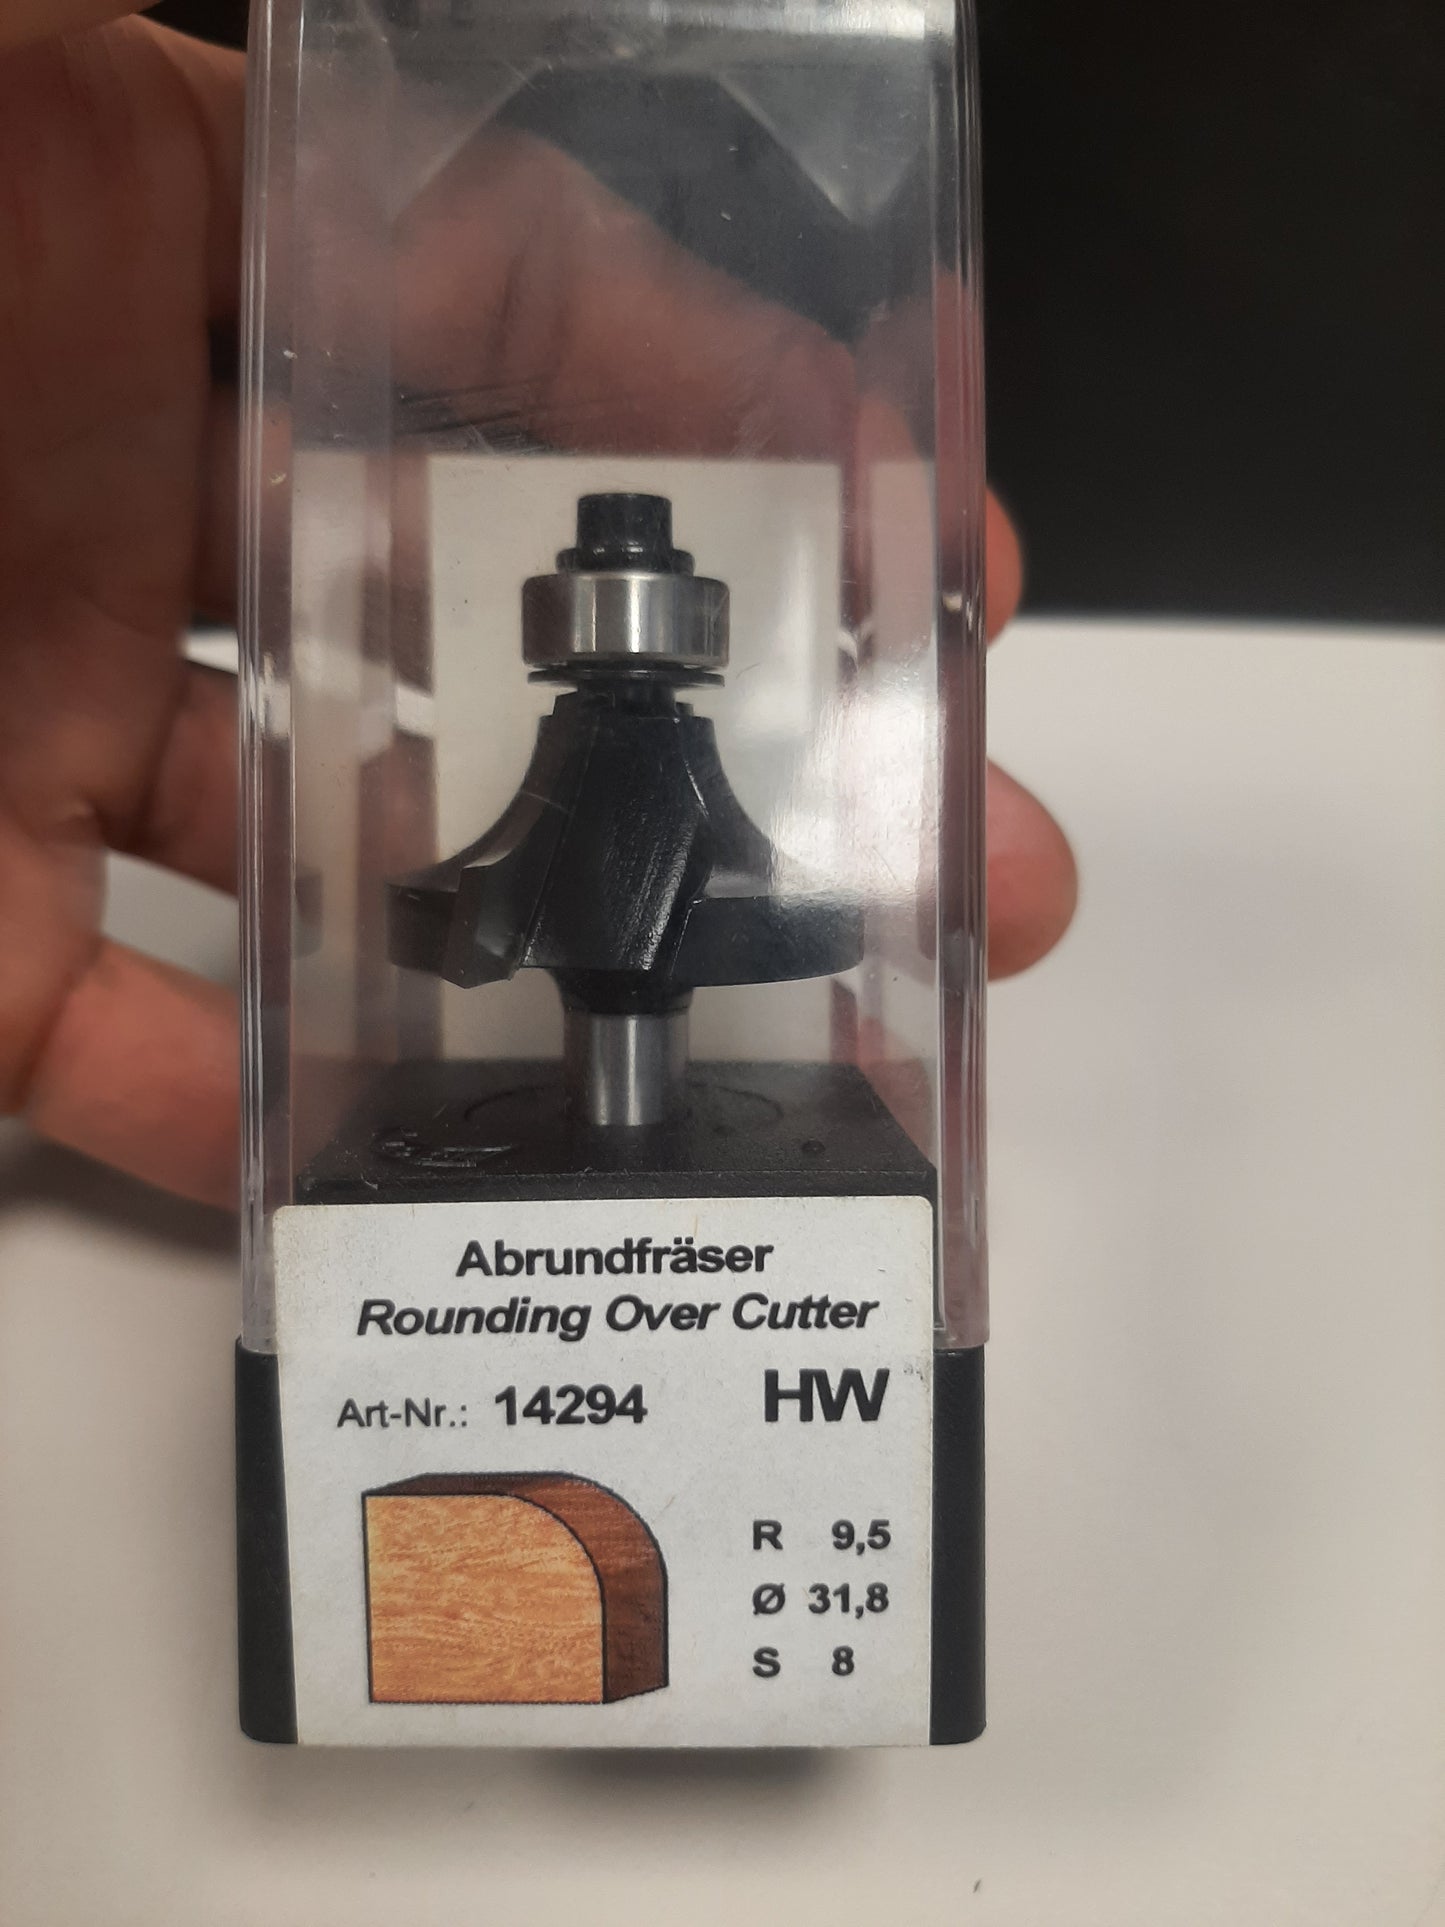 Abrundfräser
Rounding Over Cutter
Art-Nr.: 14294 HW
R 9,5
Ø 31,8
S 8